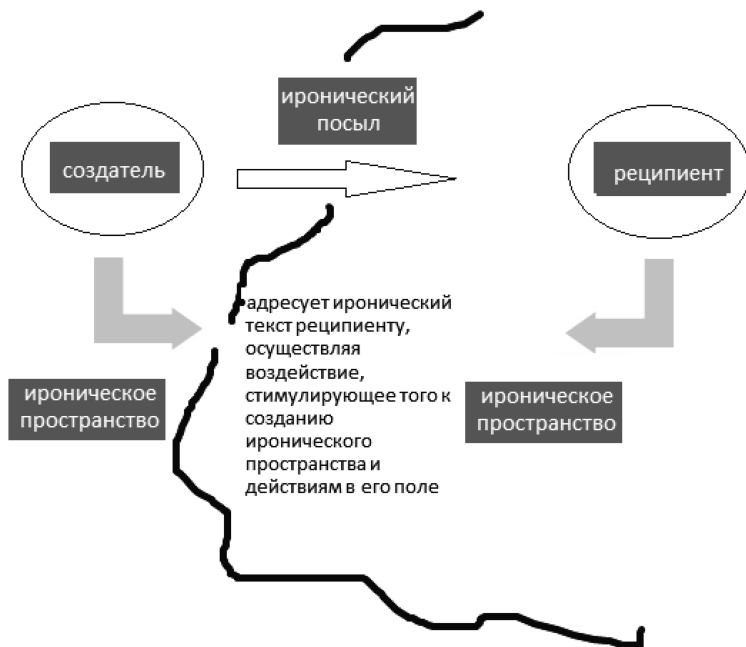 иронический
посыл
создатель
реципиент
адресует иронический
текст реципиенту,
осуществляя
воздействие,
стимулирующее того к
созданию
иронического
пространства и
действиям в его поле
ироническое
пространство
ироническое
пространство